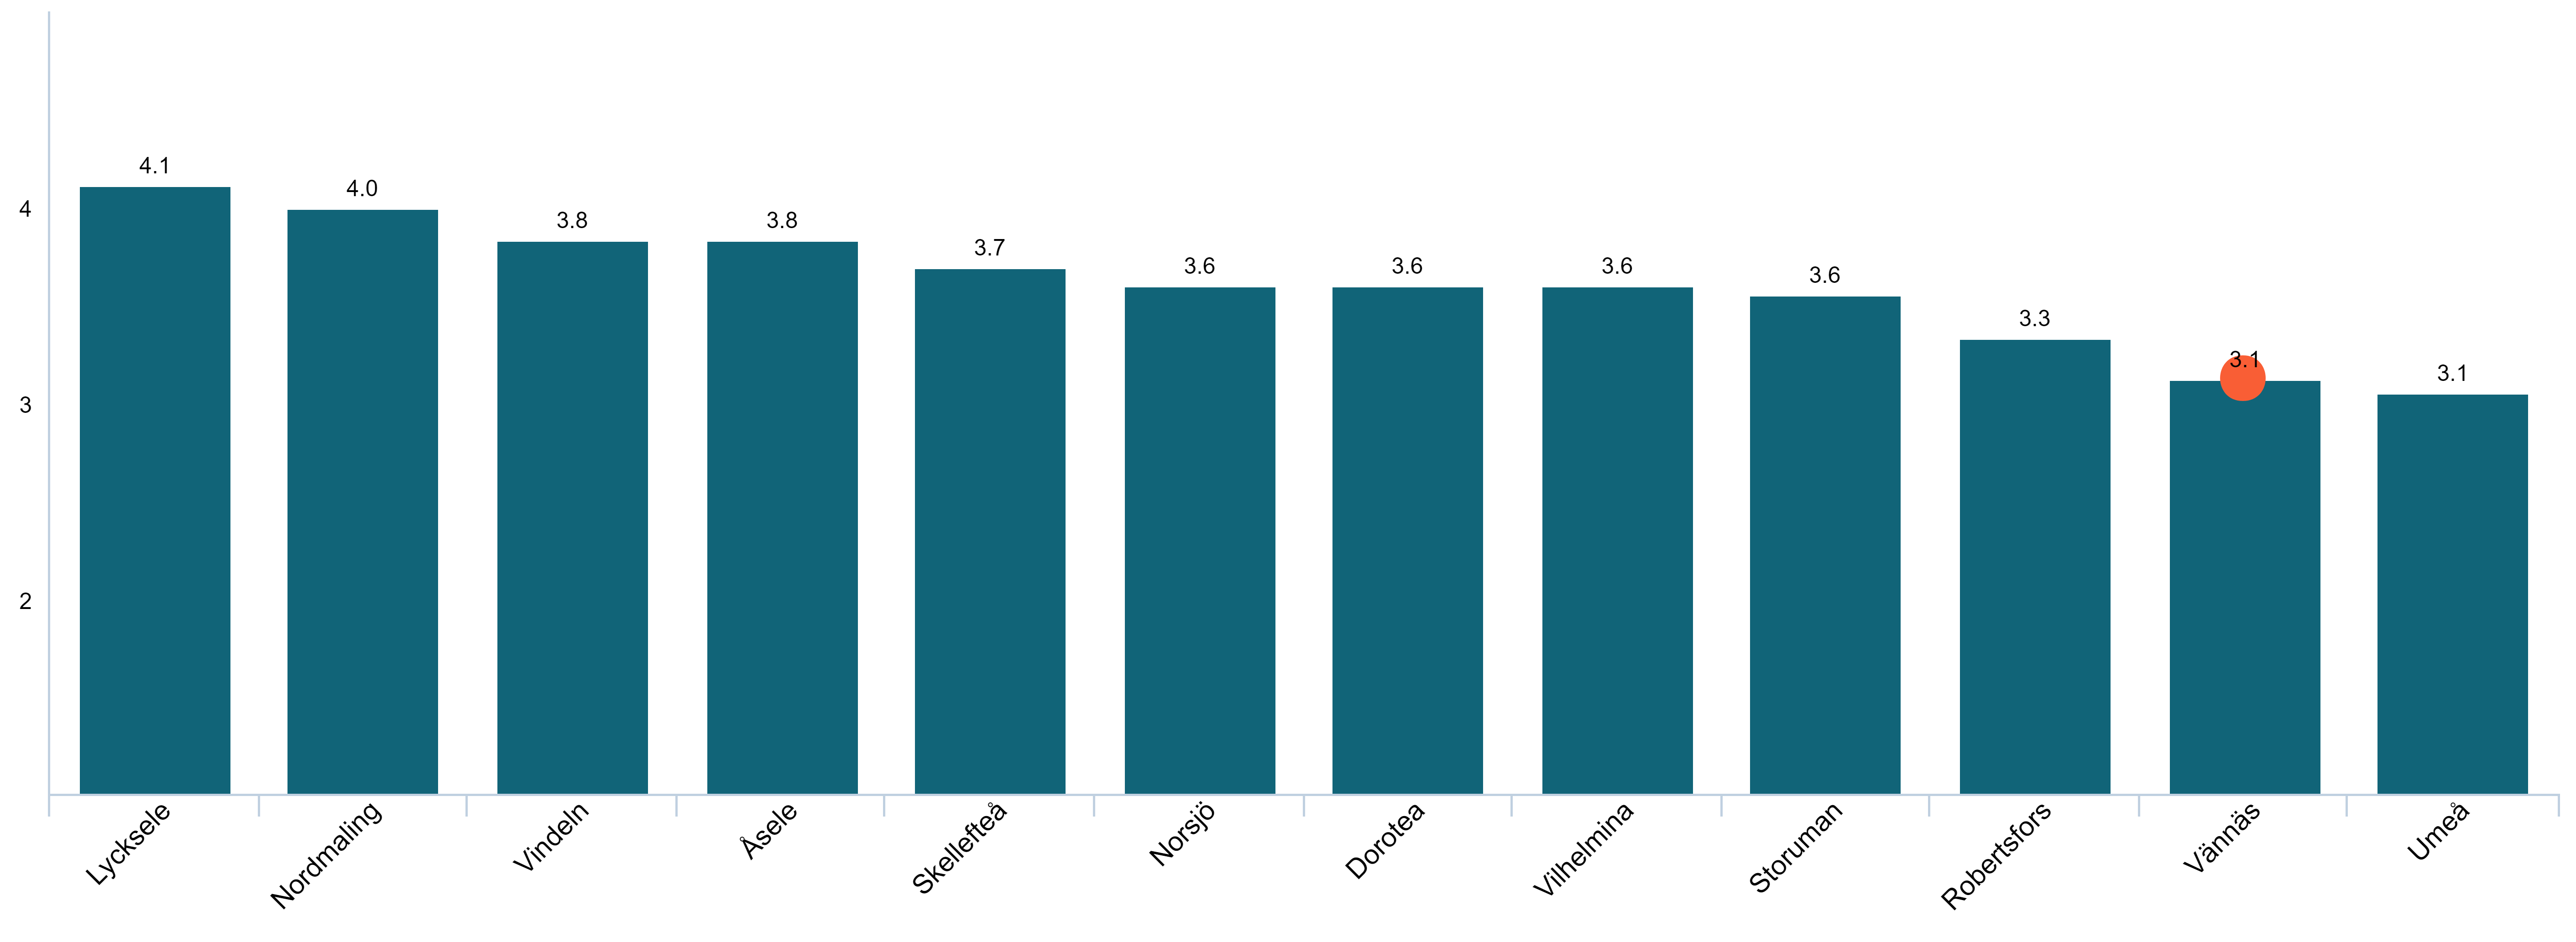 4.1
4.0
3.8
3.8
3.7
3.6
3.6
3.6
3.6
3.3
3.1
3.1
4
3
2
Lycksele
Nordmaling
Vindeln
Åsele
Skellefteå
Norsjö
Dorotea
Vilhelmina
Storuman
Robertsfors
Vännäs
Umeå